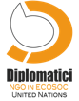 Diplomatici
NGO in ECOSOC
United Nations